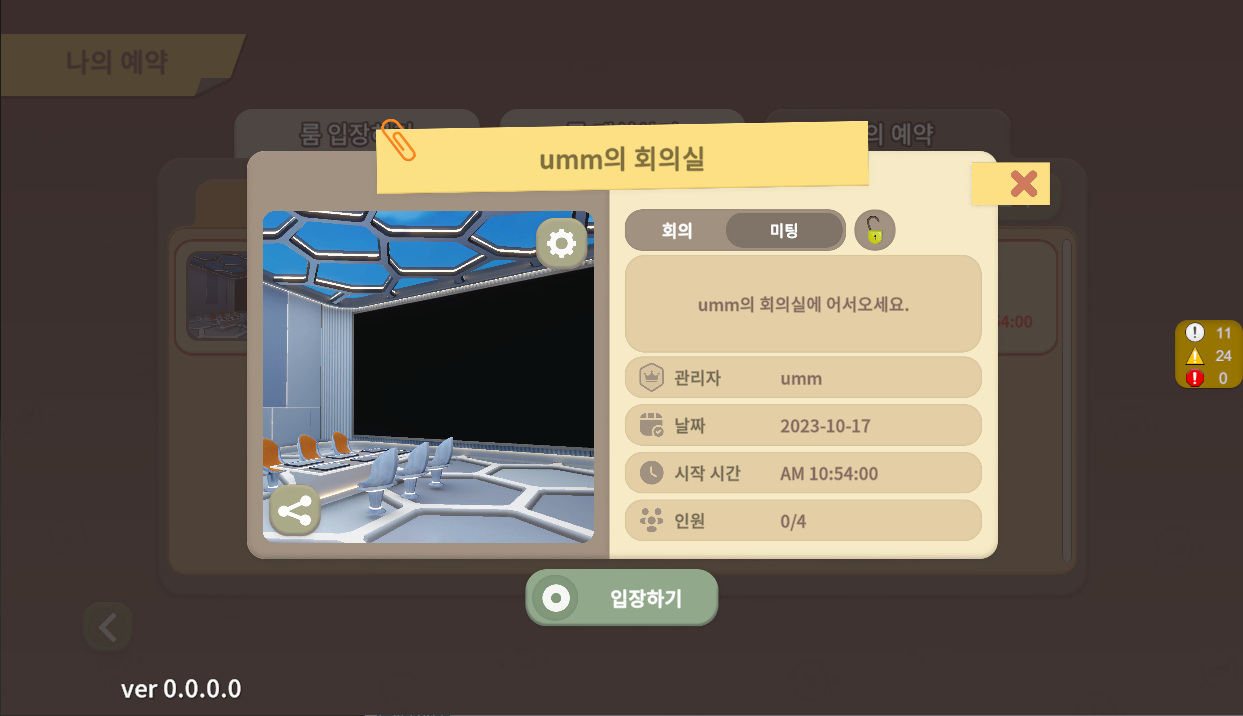 나의 예약
룸 입장하기
의 예약
umm의 회의실
회의
미팅
umm의 회의실에 어서오세요.
관리자 umm
날짜 2023-10-17
시작 시간 AM 10:54:00
인원 0/4
4:00
11
24
0
입장하기
ver 0.0.0.0